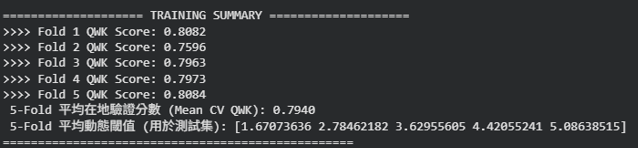 ==================== TRAINING SUMMARY ====================
>>>> Fold 1 QWK Score: 0.8082
>>>> Fold 2 QWK Score: 0.7596
>>>> Fold 3 QWK Score: 0.7963
>>>> Fold 4 QWK Score: 0.7973
>>>> Fold 5 QWK Score: 0.8084
5-Fold 平均在地驗證分數 (Mean CV QWK): 0.7940
5-Fold 平均動態閾值 (用於測試集): [1.67073636 2.78462182 3.62955605 4.42055241 5.08638515]
==================================================